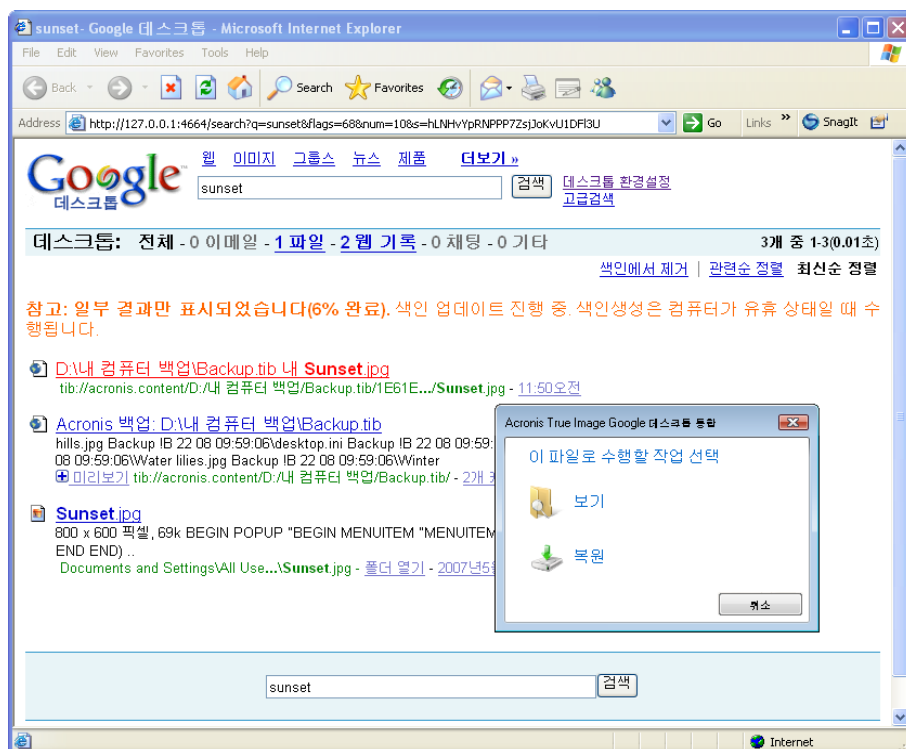 sunset- Google 데스크톱 - Microsoft Internet Explorer
File Edit View Favorites Tools Help
Back Search Favorites
Address http://127.0.0.1:4664/search?q=sunset&flags=68&num=10&s=hLNHvYpRNPPP7ZsjJoKvU1DFl3U Go Links » SnagIt
Google™
데스크톱
웹 이미지 그룹스 뉴스 제품 더보기 »
sunset 검색 데스크톱 환경설정
고급검색
데스크톱: 전체 - 0 이메일 - 1 파일 - 2 웹 기록 - 0 채팅 - 0 기타 3개 중 1-3(0.01초)
색인에서 제거 | 관련순 정렬 최신순 정렬
참고: 일부 결과만 표시되었습니다(6% 완료). 색인 업데이트 진행 중. 색인생성은 컴퓨터가 유휴 상태일 때 수
행됩니다.
D:\내 컴퓨터 백업\Backup.tib 내 Sunset.jpg
tib://acronis.content/D:/내 컴퓨터 백업/Backup.tib/1E61E.../Sunset.jpg - 11:50오전
Acronis 백업: D:\내 컴퓨터 백업\Backup.tib
hills.jpg Backup !B 22 08 09:59:06\desktop.ini Backup !B 22 08 09:59:
08 09:59:06\Water lilies.jpg Backup !B 22 08 09:59:06\Winter
미리보기 tib://acronis.content/D:/내 컴퓨터 백업/Backup.tib/ - 2개
Sunset.jpg
800 x 600 픽셀, 69k BEGIN POPUP "BEGIN MENUITEM "MENUITEM
END END) ..
Documents and Settings\All Use...\Sunset.jpg - 폴더 열기 - 2007년5
Acronis True Image Google 데스크톱 통합
이 파일로 수행할 작업 선택
보기
복원
취소
sunset 검색
Internet